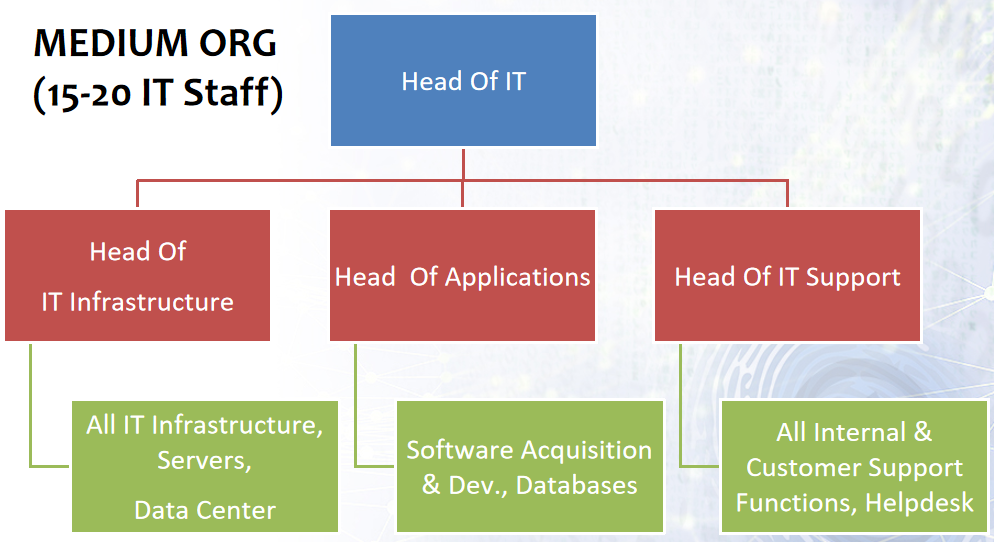 MEDIUM ORG
(15-20 IT Staff)
Head Of IT
Head Of
IT Infrastructure
Head Of Applications
Head Of IT Support
All IT Infrastructure,
Servers,
Data Center
Software Acquisition
& Dev., Databases
All Internal &
Customer Support
Functions, Helpdesk